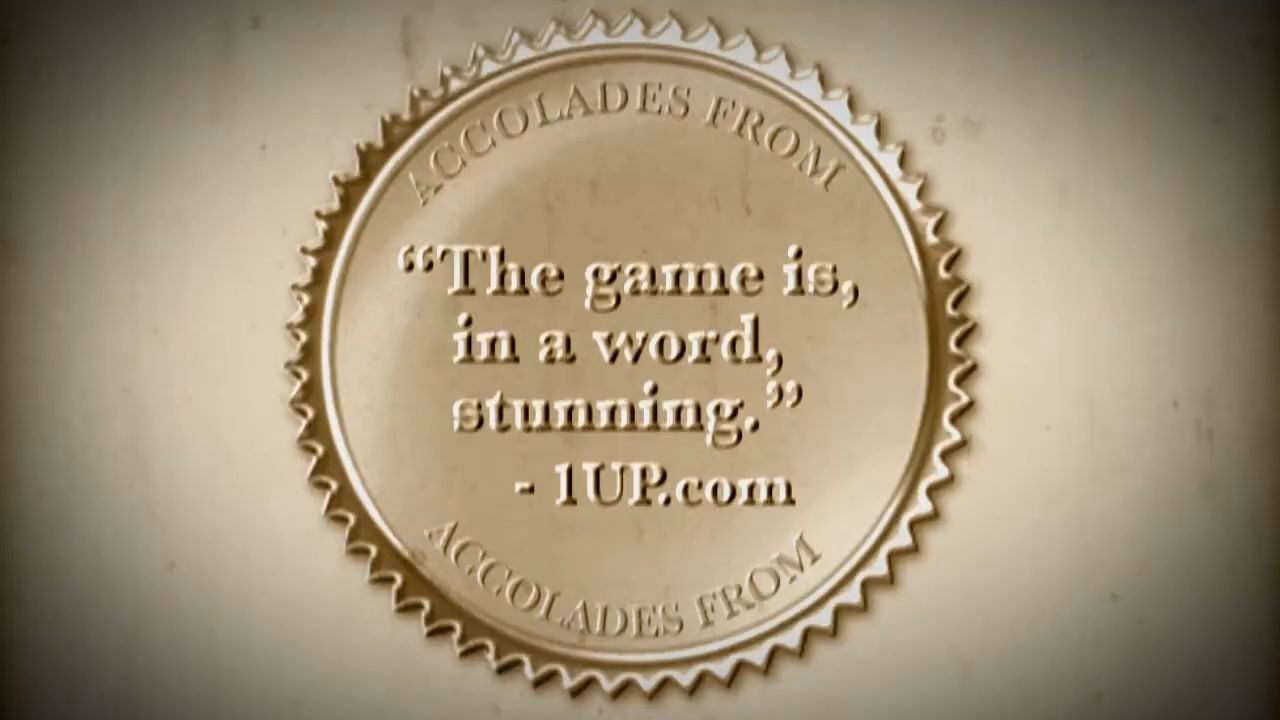 ACCOLADES FROM
“The game is,
in a word,
stunning.”
- 1UP.com
ACCOLADES FROM